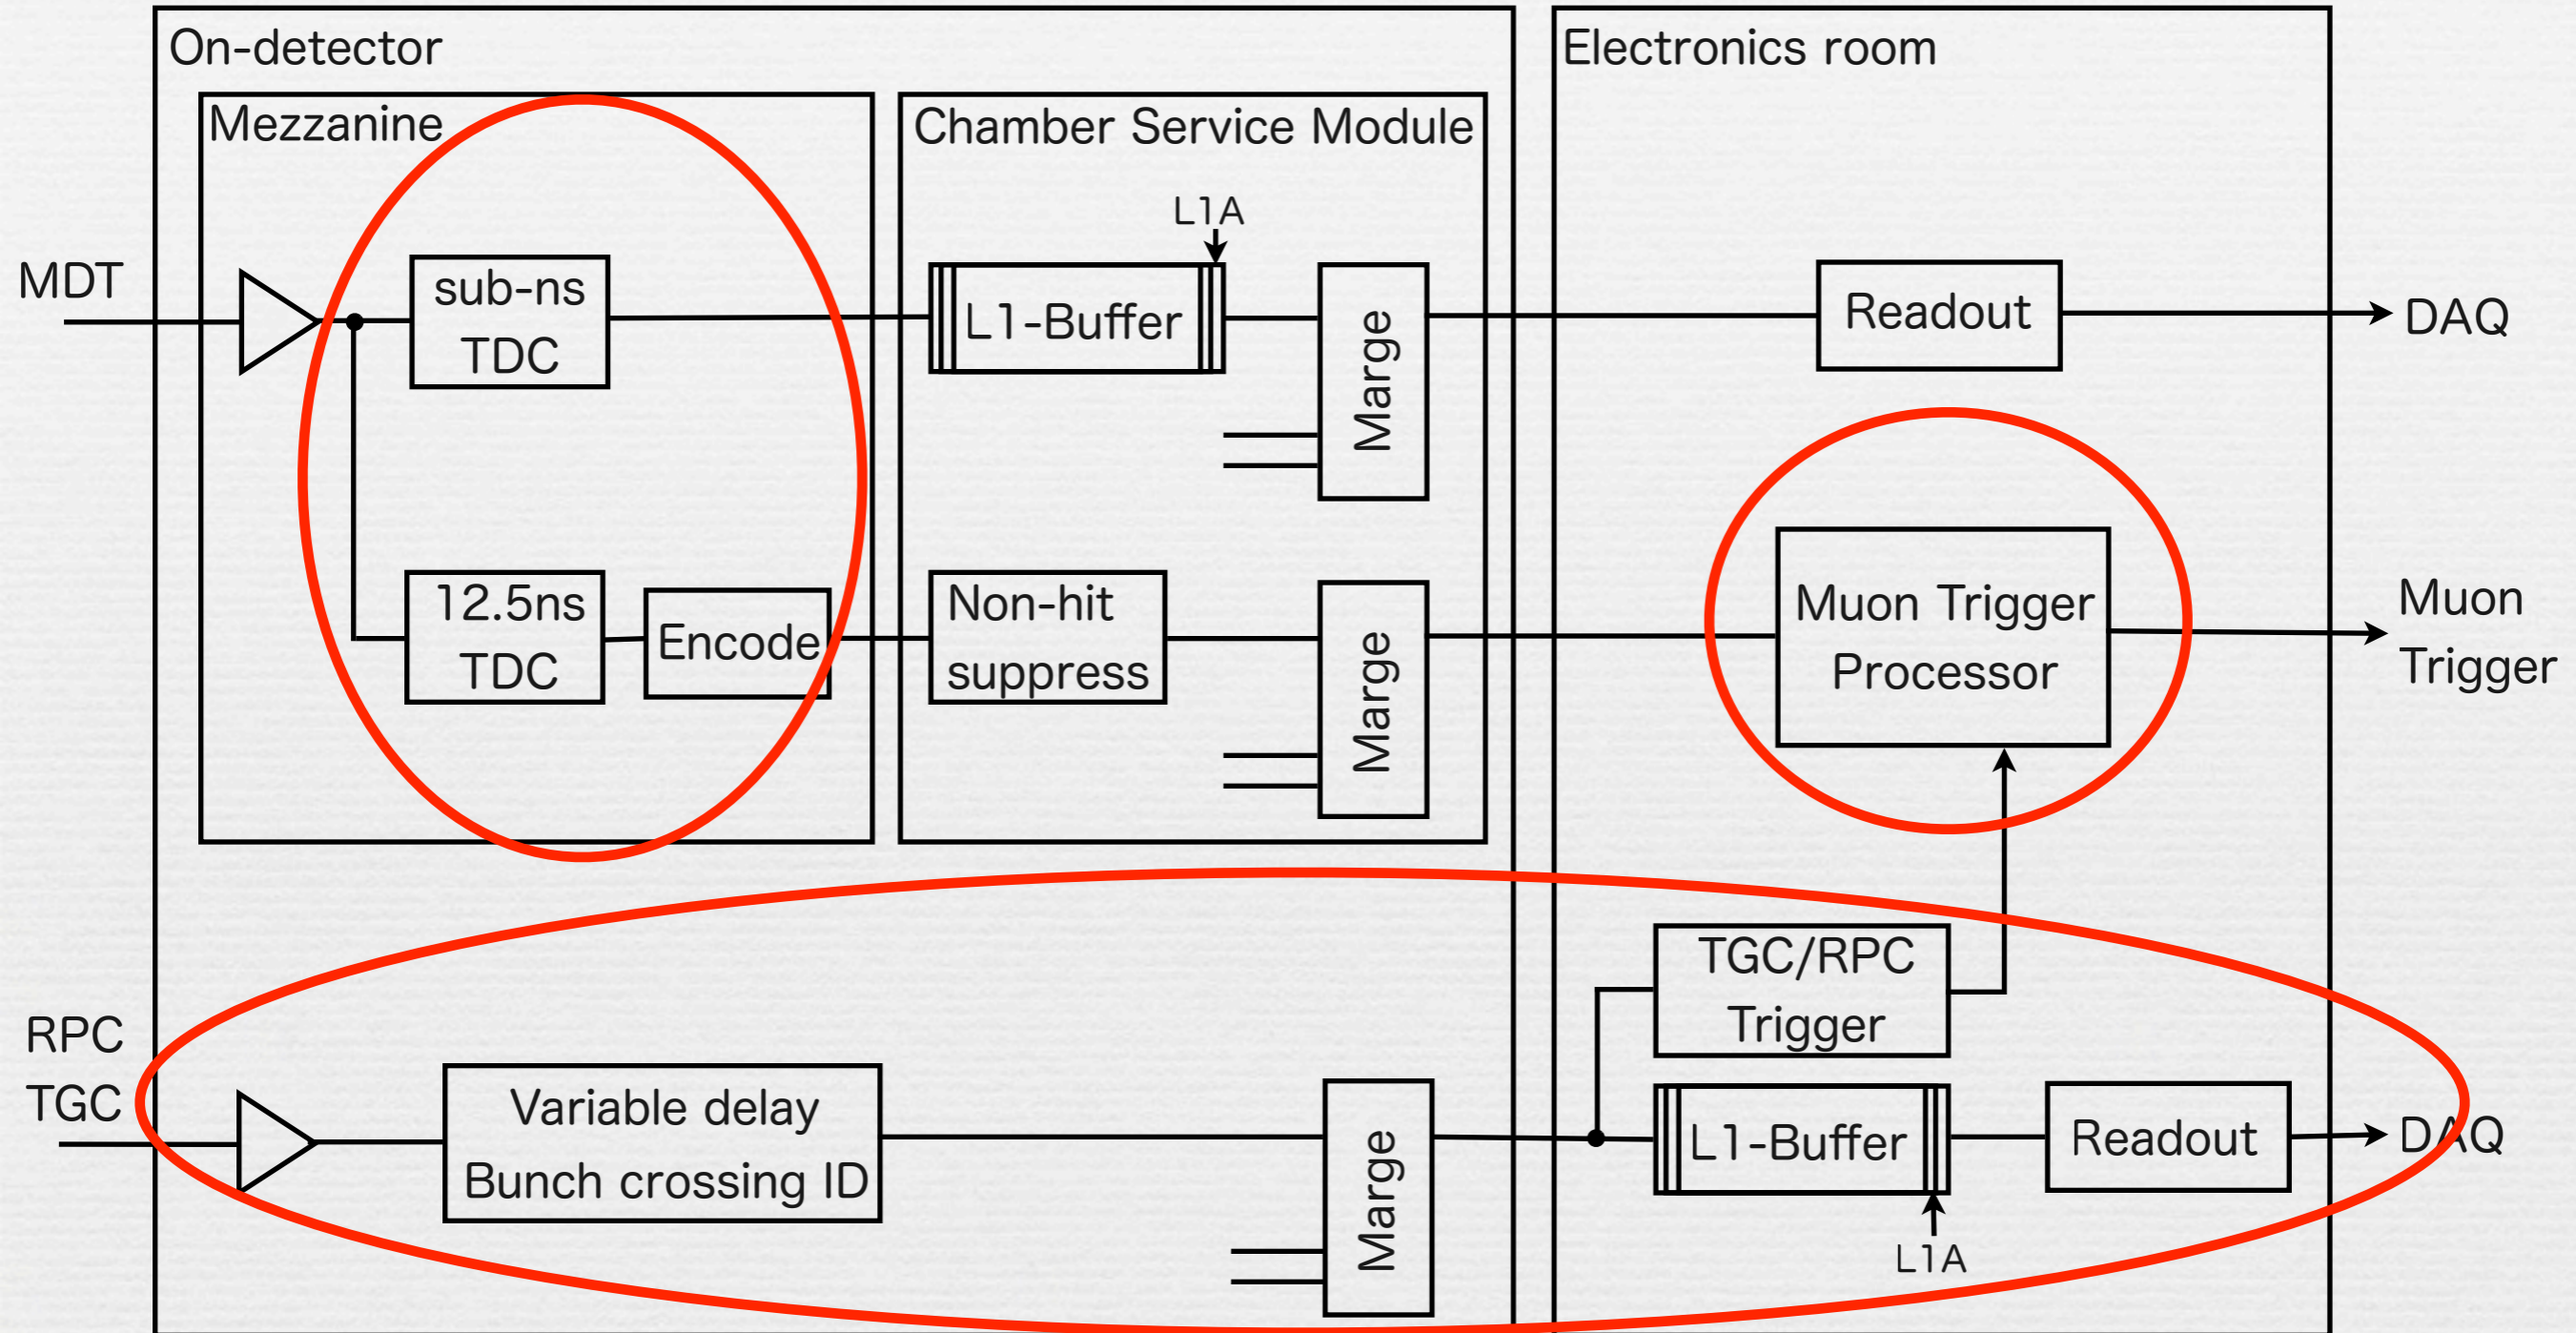 On-detector
Electronics room
Mezzanine
Chamber Service Module
L1A
MDT
sub-ns
TDC
L1-Buffer
Marge
Readout
DAQ
12.5ns
TDC
Encode
Non-hit
suppress
Marge
Muon Trigger
Processor
Muon
Trigger
TGC/RPC
Trigger
RPC
TGC
Variable delay
Bunch crossing ID
Marge
L1-Buffer
Readout
DAQ
L1A